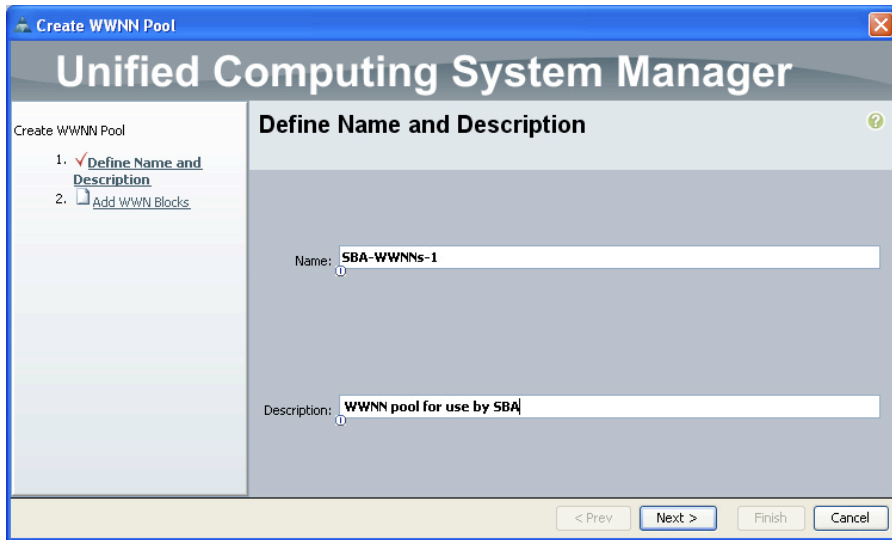 Create WWNN Pool
Unified Computing System Manager
Create WWNN Pool
1. Define Name and
Description
2. Add WWN Blocks
Define Name and Description
?
Name: SBA-WWNNs-1
Description: WWNN pool for use by SBA
< Prev Next > Finish Cancel